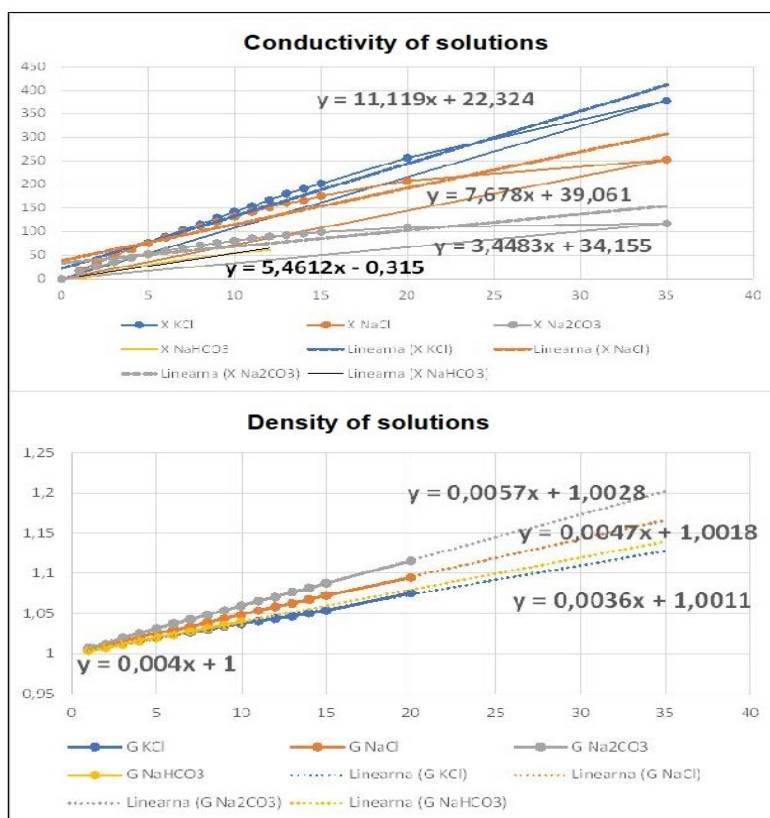 Conductivity of solutions
450
400
350
300
250
200
150
100
50
0
y = 11,119x + 22,324
y = 7,678x + 39,061
y = 3,4483x + 34,155
y = 5,4612x - 0,315
0 5 10 15 20 25 30 35 40
X KCl X NaCl X Na2CO3
X NaHCO3 Linearna (X KCl) Linearna (X NaCl)
Linearna (X Na2CO3) Linearna (X NaHCO3)
Density of solutions
1,25
1,2
1,15
1,1
1,05
1
0,95
y = 0,0057x + 1,0028
y = 0,0047x + 1,0018
y = 0,0036x + 1,0011
y = 0,004x + 1
0 5 10 15 20 25 30 35 40
G KCl G NaCl G Na2CO3
G NaHCO3 Linearna (G KCl) Linearna (G NaCl)
Linearna (G Na2CO3) Linearna (G NaHCO3)